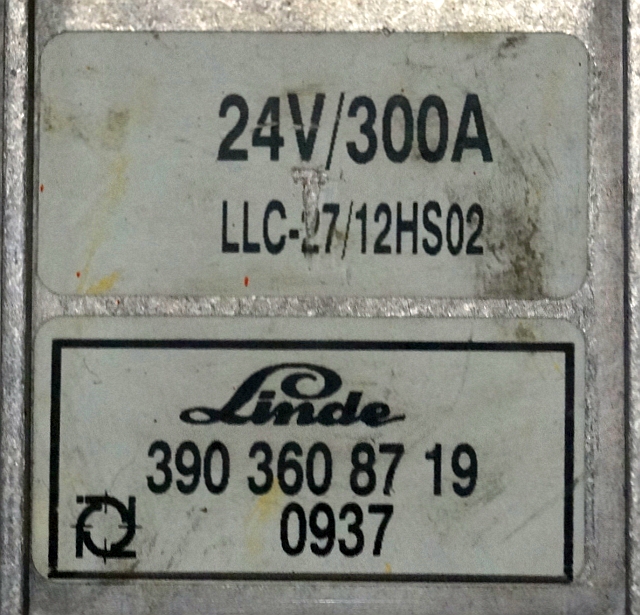 24V/300A
LLC-27/12HS02
Linde
390 360 87 19
0937